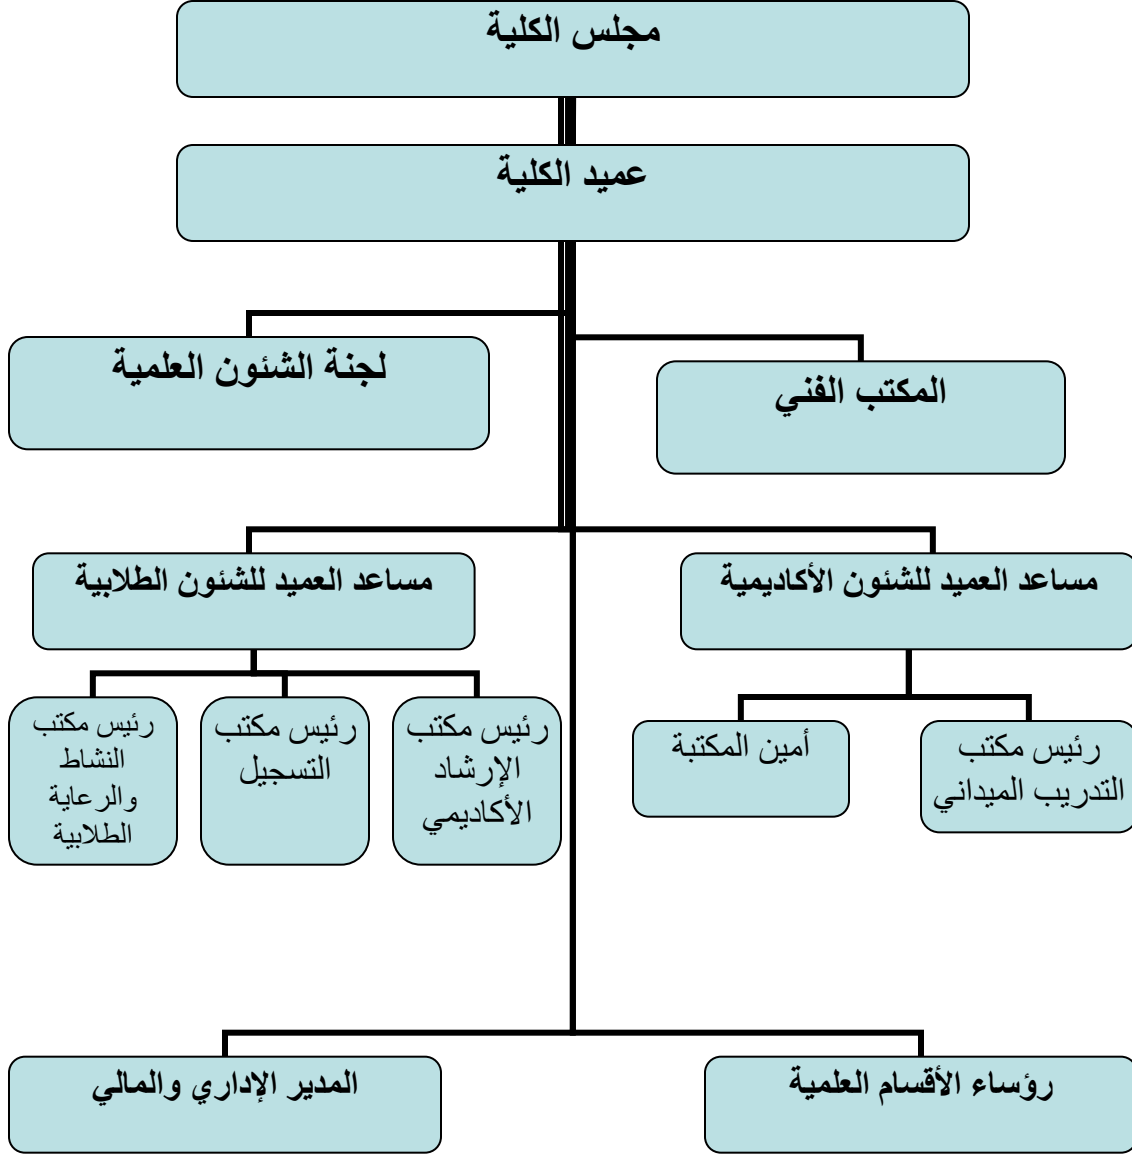 مجلس الكلية
عميد الكلية
لجنة الشئون العلمية
المكتب الفني
مساعد العميد للشئون الأكاديمية
مساعد العميد للشئون الطلابية
رئيس مكتب
التدريب الميداني
أمين المكتبة
رئيس مكتب
الإرشاد
الأكاديمي
رئيس مكتب
التسجيل
رئيس مكتب
النشاط
والرعاية
الطلابية
رؤساء الأقسام العلمية
المدير الإداري والمالي